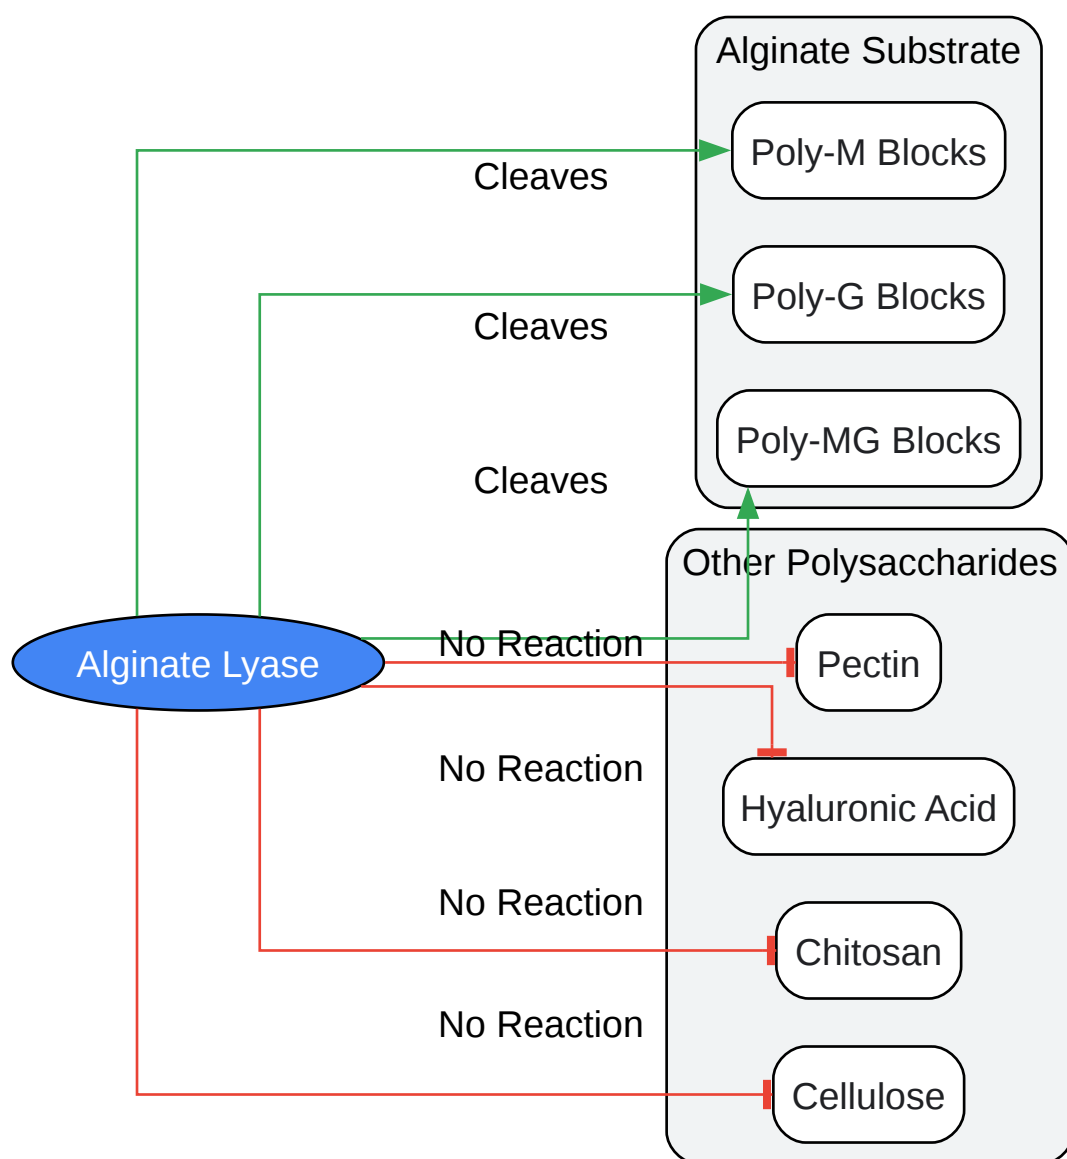 Alginate Substrate
Poly-M Blocks
Cleaves
Poly-G Blocks
Cleaves
Poly-MG Blocks
Cleaves
Other Polysaccharides
No Reaction
Alginate Lyase
Pectin
No Reaction
Hyaluronic Acid
No Reaction
Chitosan
No Reaction
Cellulose